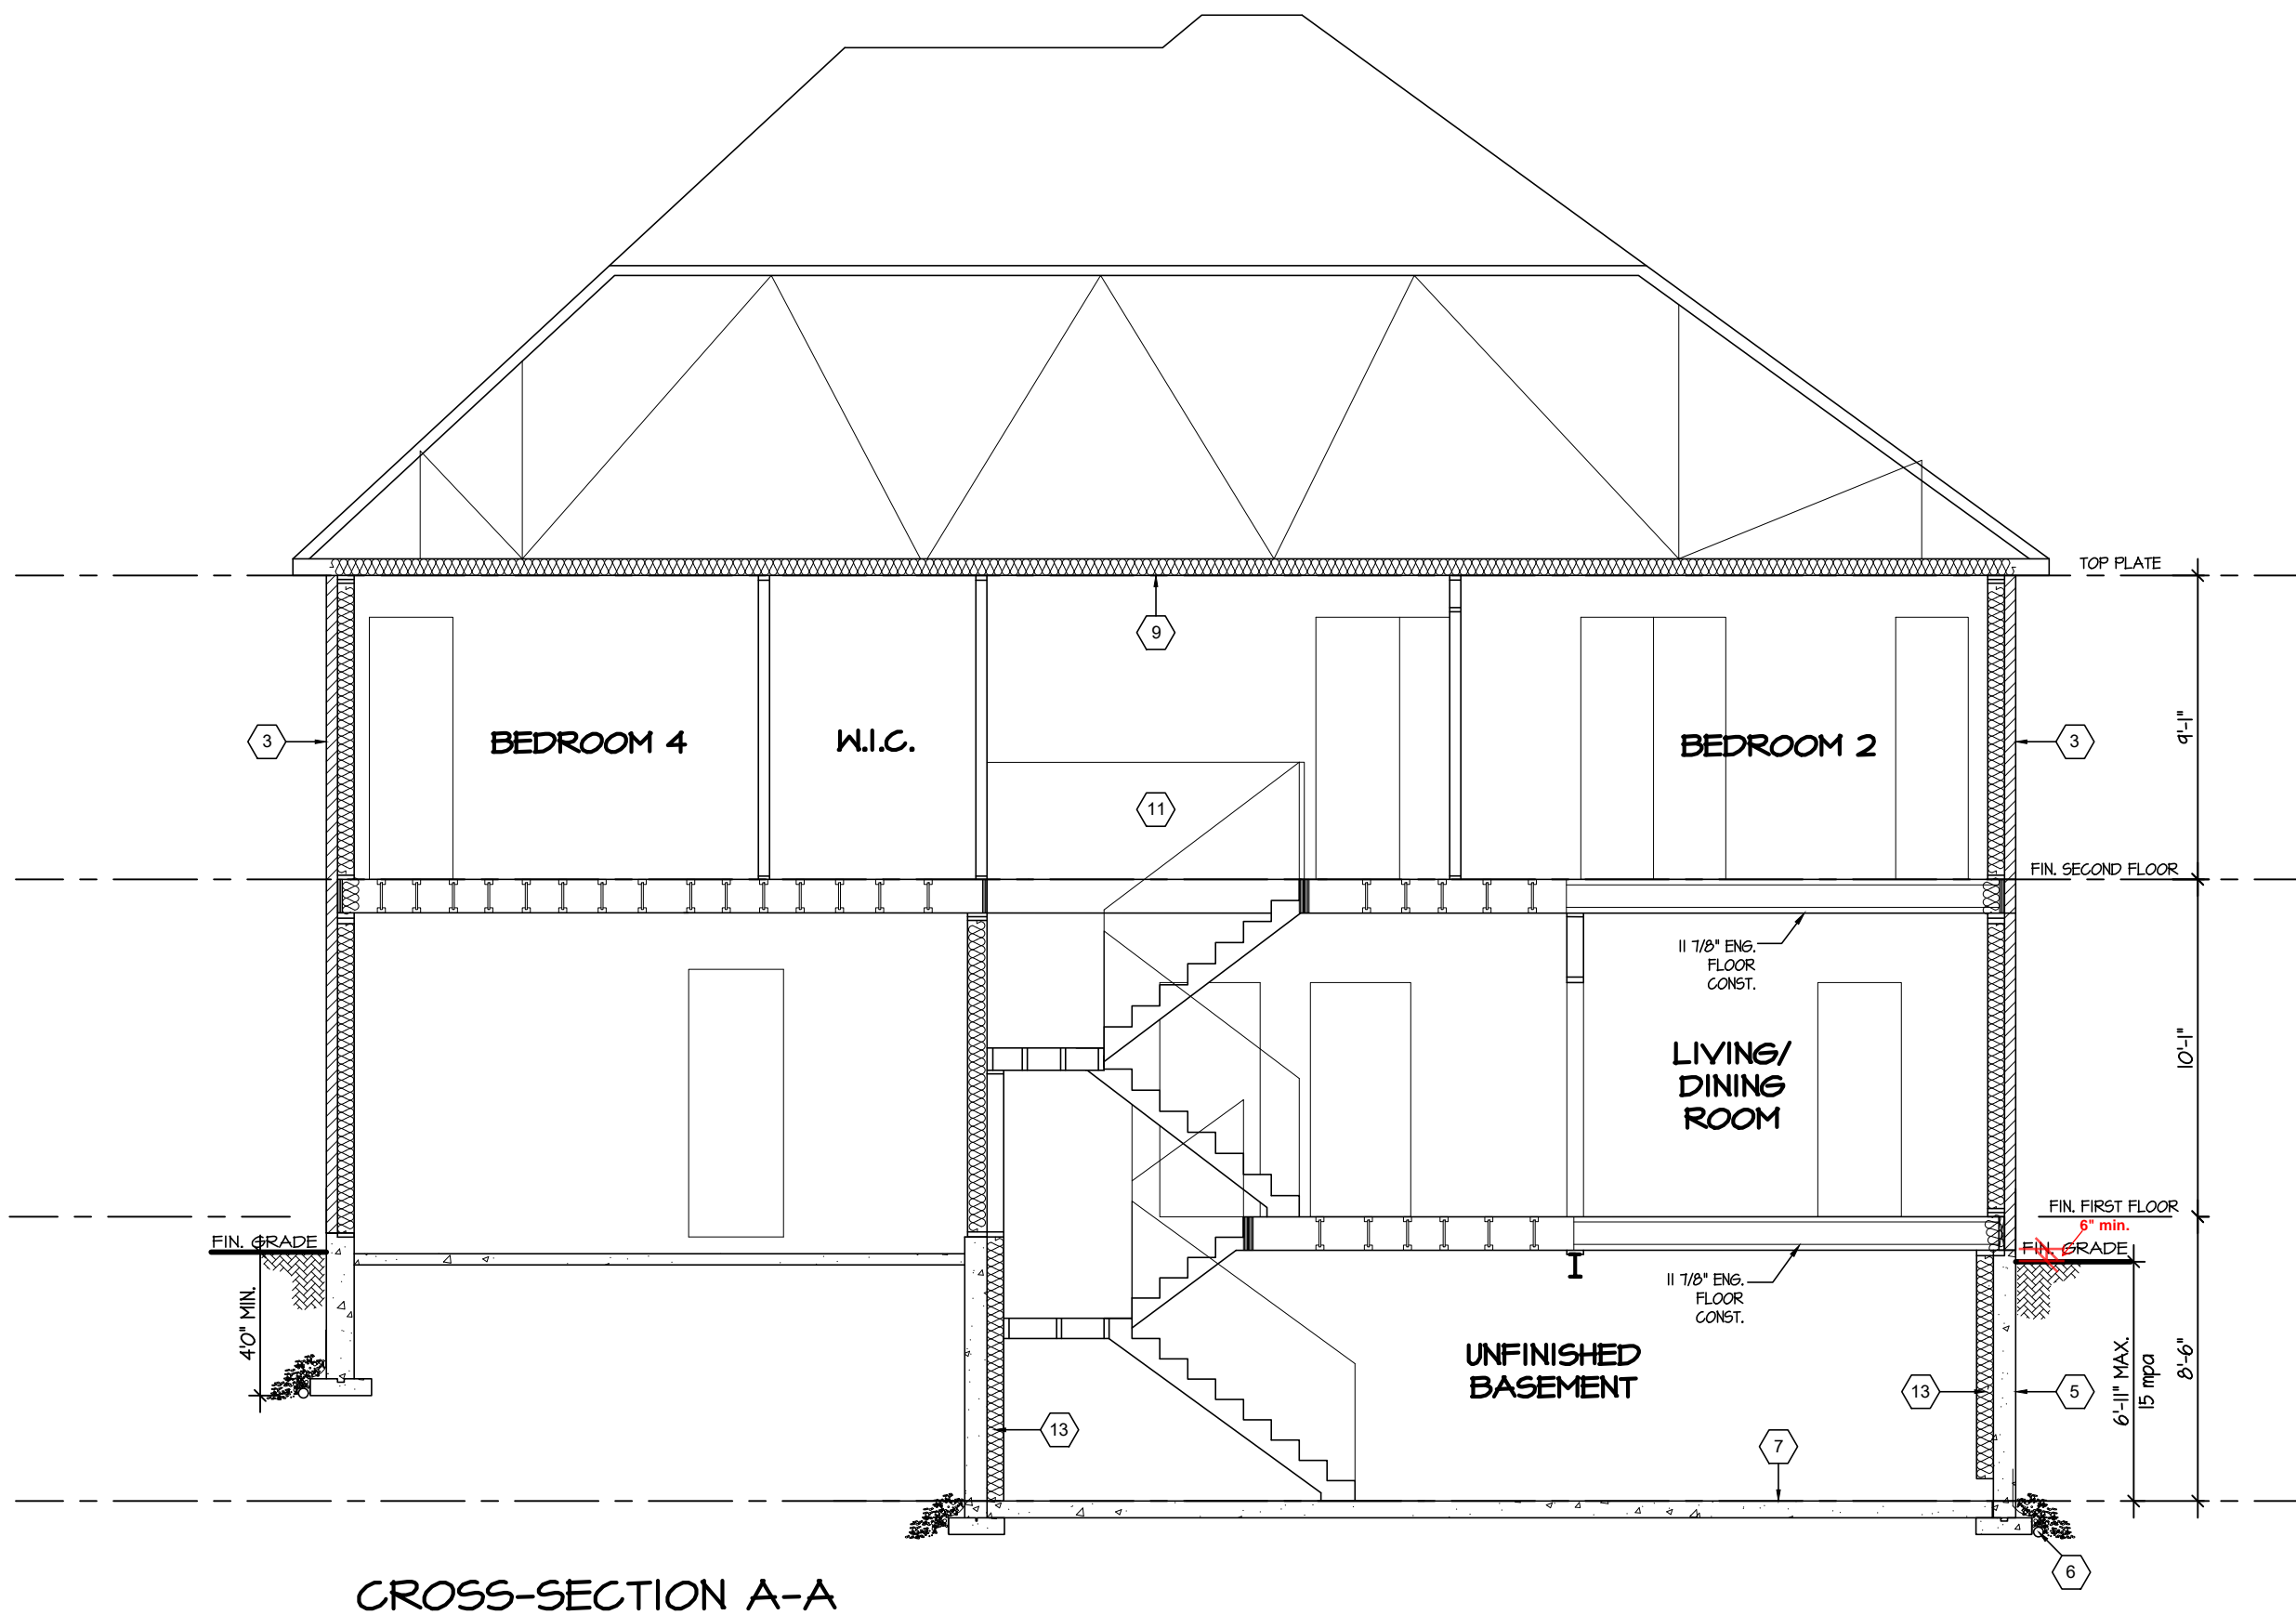 TOP PLATE
9
3
BEDROOM 4
W.I.C.
BEDROOM 2
3
9'-1"
11
FIN. SECOND FLOOR
11 7/8" ENG.
FLOOR
CONST.
LIVING/
DINING
ROOM
10'-1"
FIN. FIRST FLOOR
6" min.
FIN. GRADE
FIN. GRADE
11 7/8" ENG.
FLOOR
CONST.
4'0" MIN.
UNFINISHED
BASEMENT
13
5
6'-11" MAX.
15 mpa
8'-6"
13
7
6
CROSS-SECTION A-A